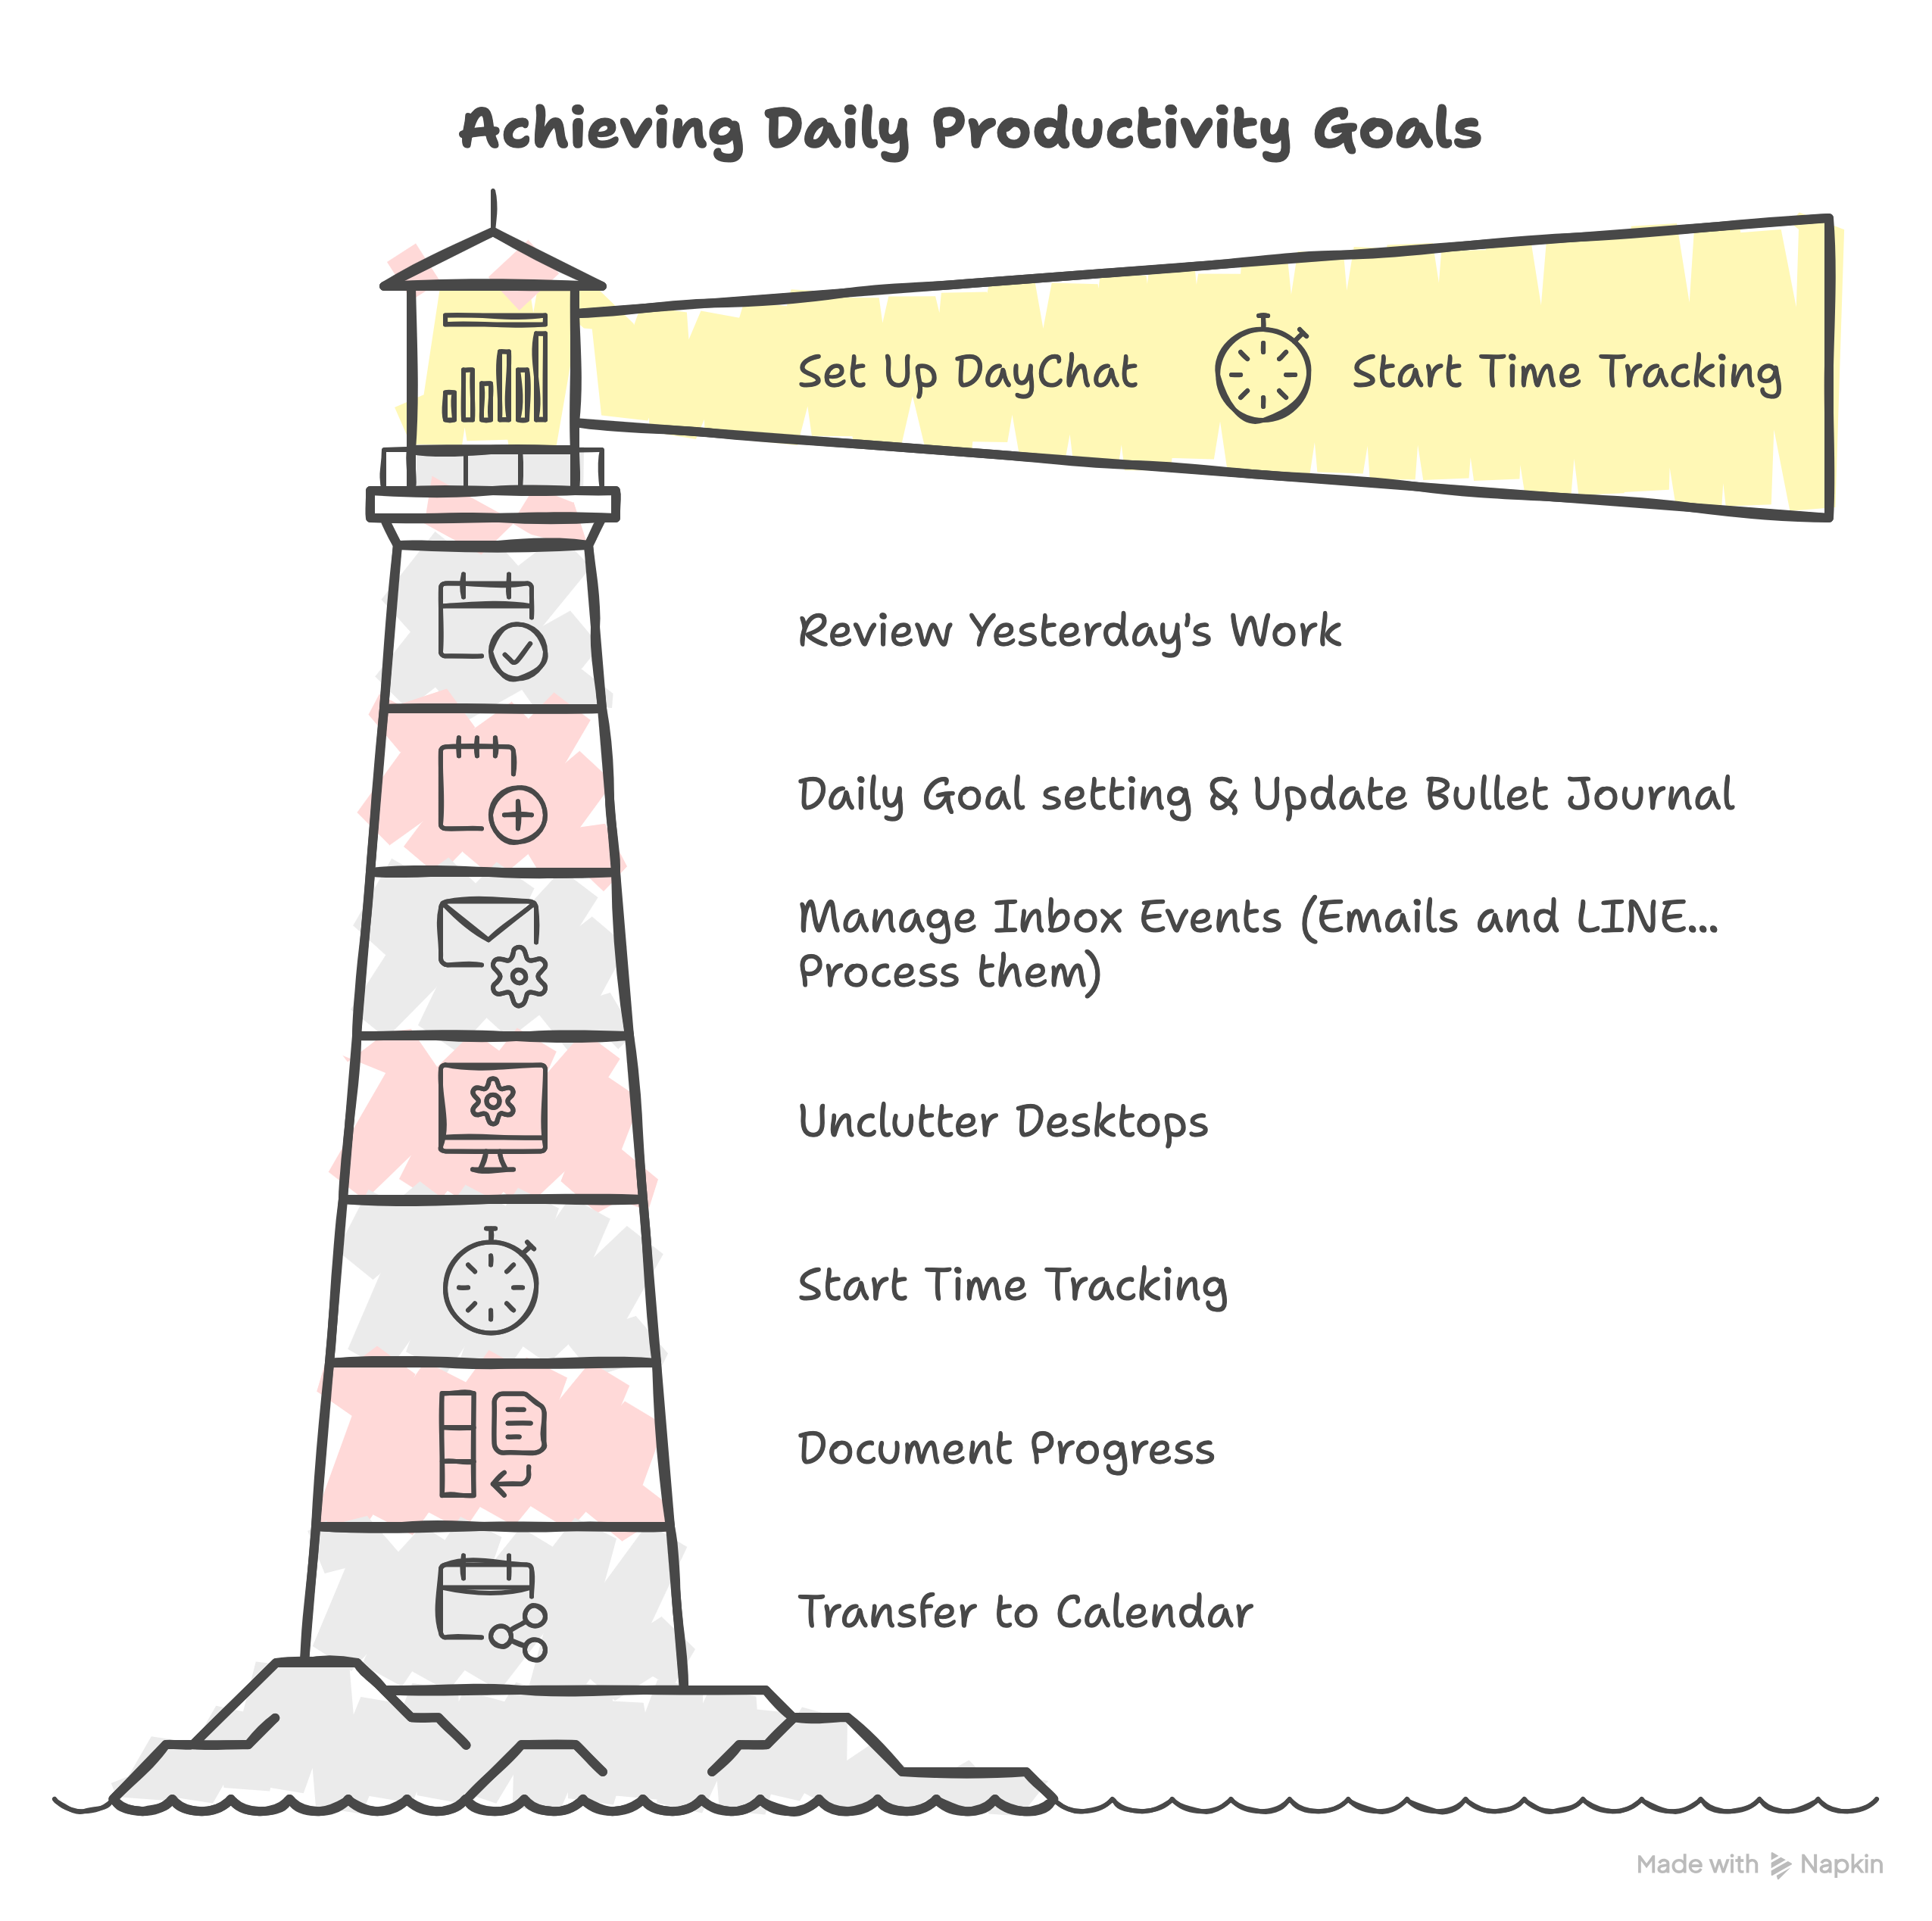 Achieving Daily Productivity Goals
Set Up DayChat
Start Time Tracking
Review Yesterday's Work
Daily Goal setting & Update Bullet Journal
Manage Inbox Events (Emails and LINE...
Process then)
Unclutter Desktops
Start Time Tracking
Document Progress
Transfer to Calendar
Made with Napkin